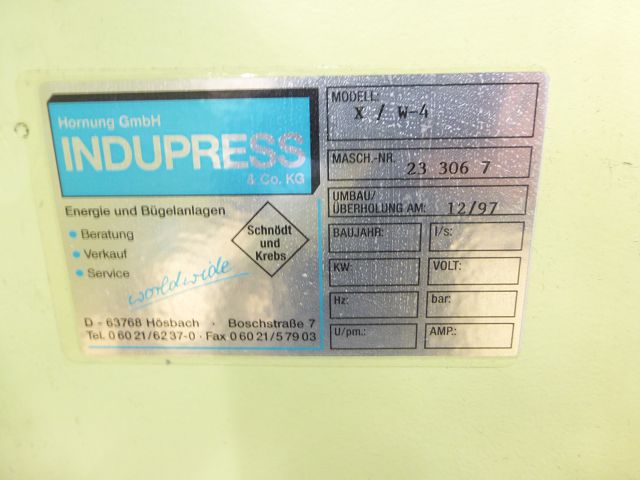 Hornung GmbH
INDUPRESS
& Co. KG
Energie und Bügelanlagen
• Beratung
• Verkauf
• Service
worldwide
Schnödt
und
Krebs
D - 63768 Hösbach · Boschstraße 7
Tel. 0 60 21/62 37-0 · Fax 0 60 21/5 79 03
MODELL:
X / W-4
MASCH.-NR. 23 306 7
UMBAU/
ÜBERHOLUNG AM: 12/97
BAUJAHR: l/s:
KW: VOLT:
Hz: bar:
U/pm.: AMP.: